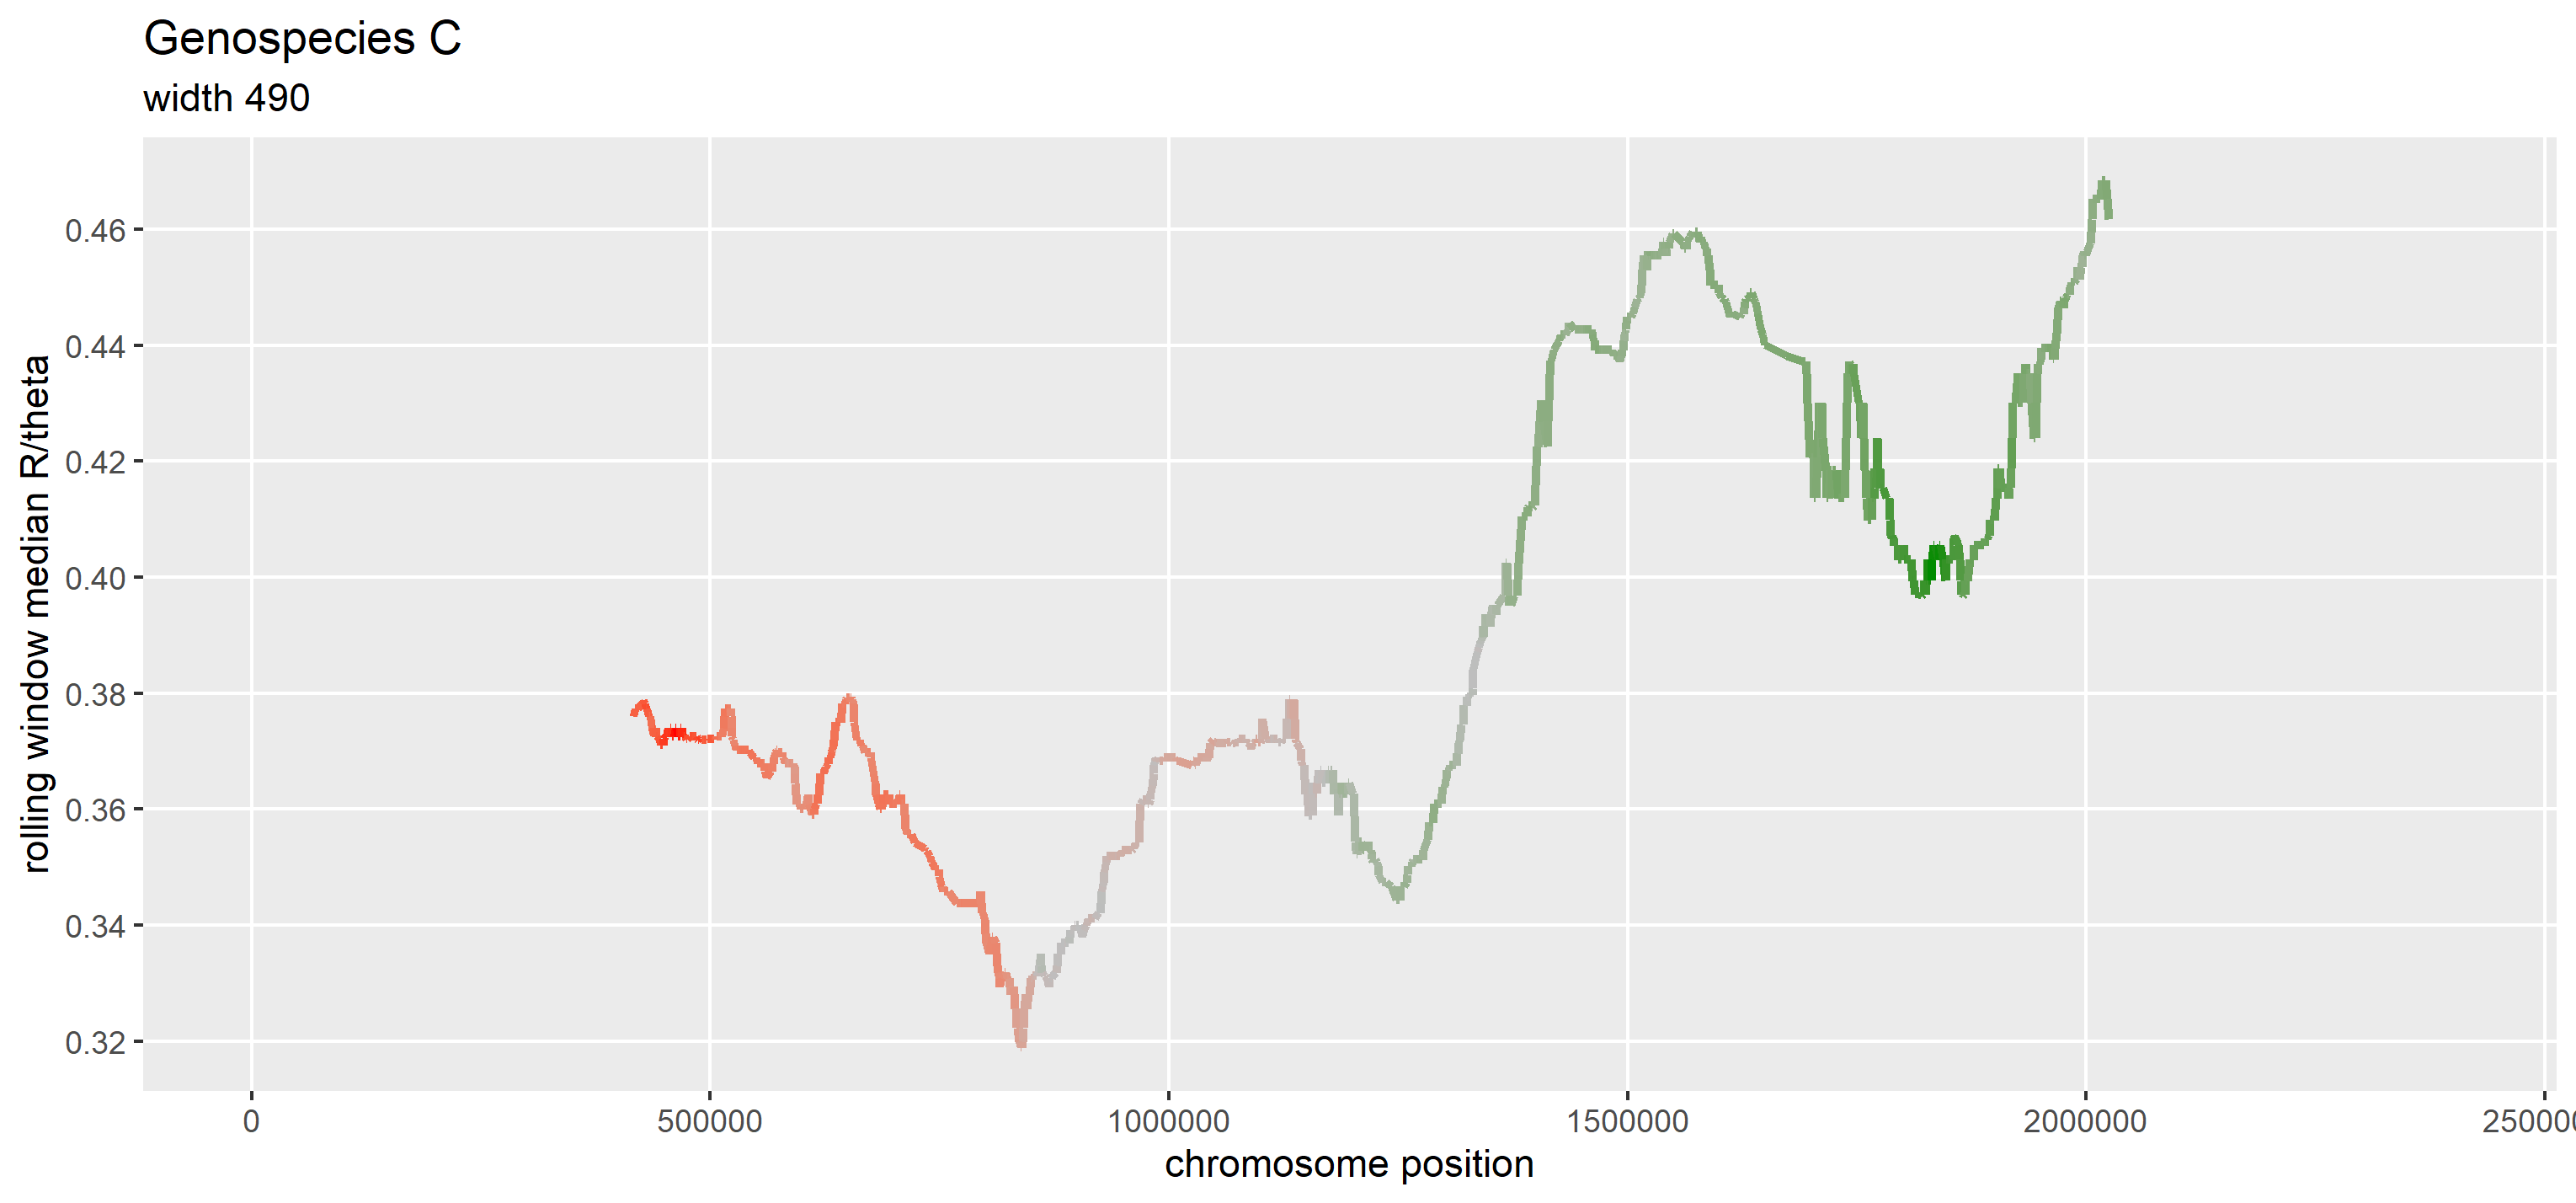 Genospecies C
width 490
rolling window median R/theta
0.46
0.44
0.42
0.40
0.38
0.36
0.34
0.32
0 500000 1000000 1500000 2000000 250000
chromosome position